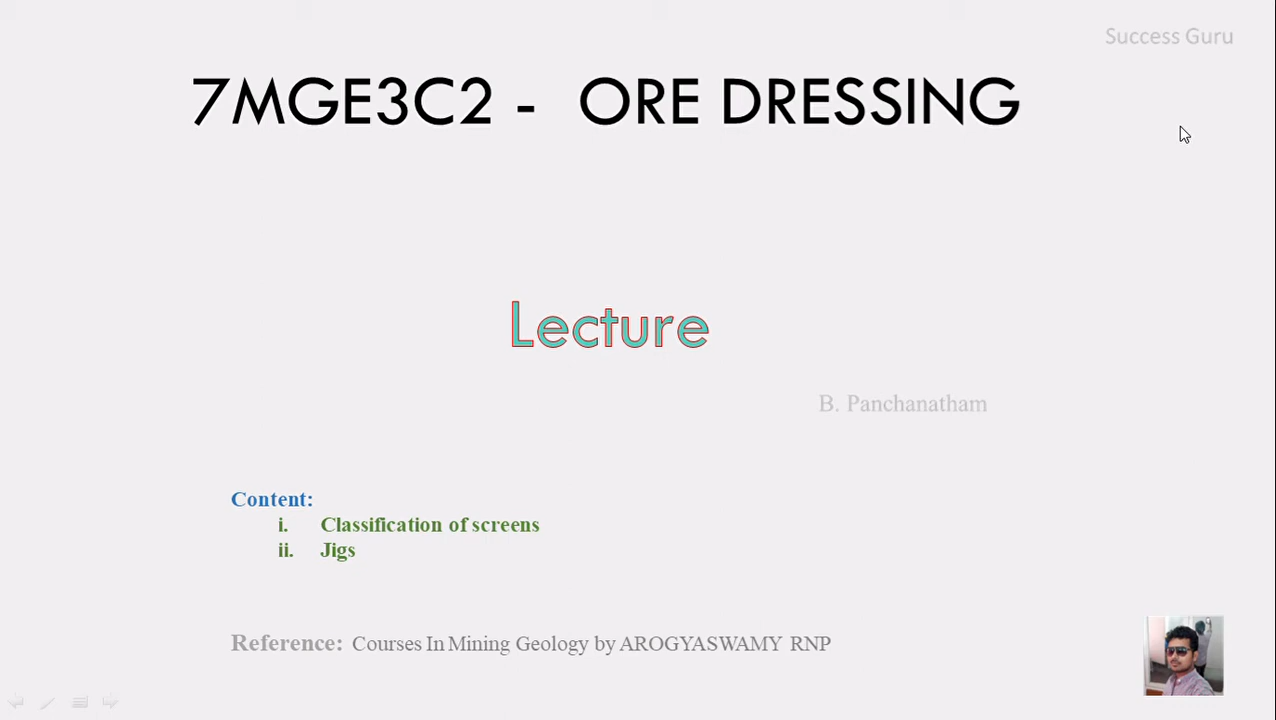 Success Guru
7MGE3C2 - ORE DRESSING
Lecture
B. Panchanatham
Content:
i. Classification of screens
ii. Jigs
Reference: Courses In Mining Geology by AROGYASWAMY RNP